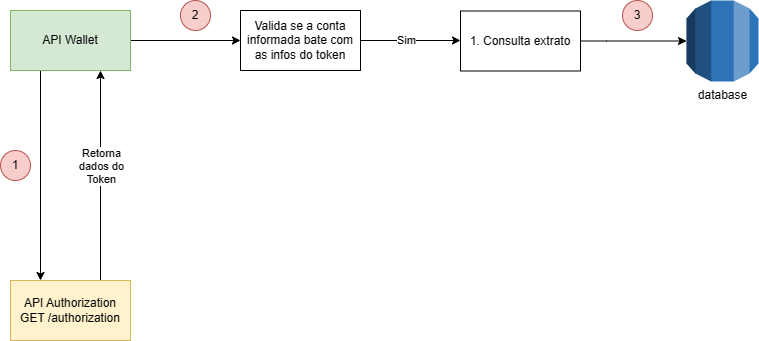 API Wallet
2
Valida se a conta
informada bate com
as infos do token
Sim
1. Consulta extrato
3
database
1
Retorna
dados do
Token
API Authorization
GET /authorization